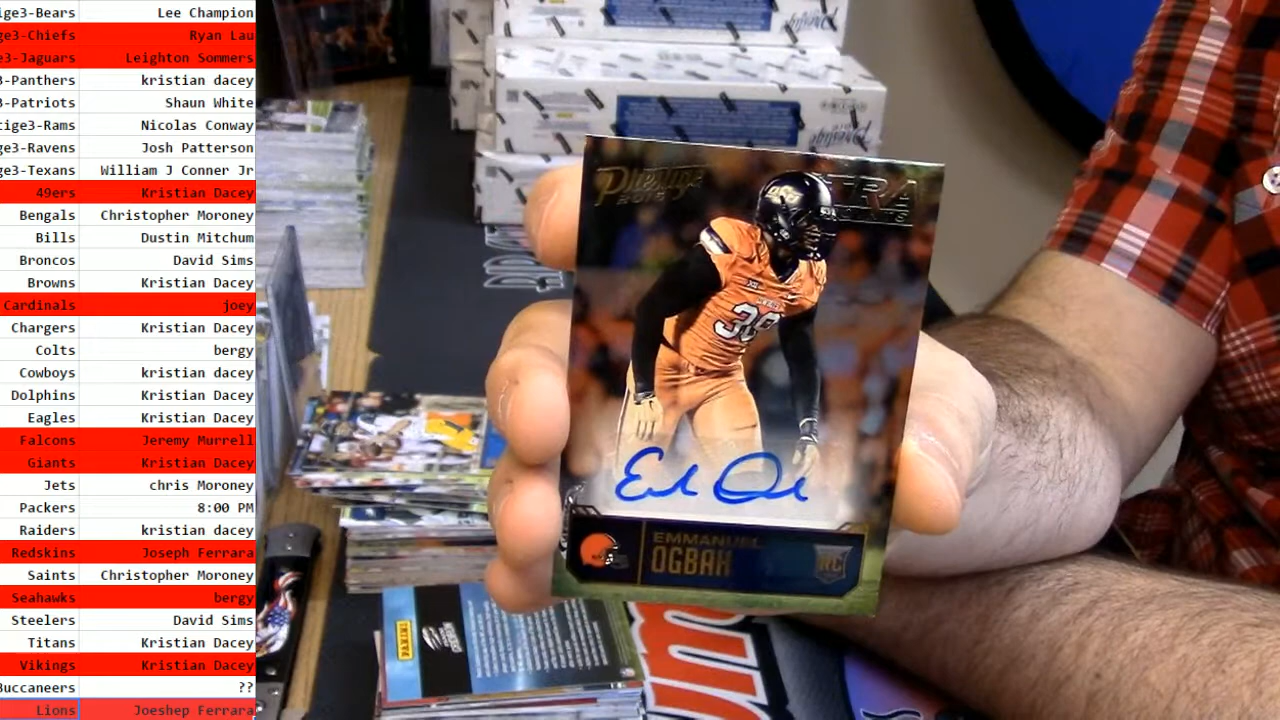 ige3-Bears Lee Champion
ge3-Chiefs Ryan Lau
e3-Jaguars Leighton Sommers
3-Panthers kristian dacey
3-Patriots Shaun White
tige3-Rams Nicolas Conway
ge3-Ravens Josh Patterson
ge3-Texans William J Conner Jr
49ers Kristian Dacey
Bengals Christopher Moroney
Bills Dustin Mitchum
Broncos David Sims
Browns Kristian Dacey
Cardinals joey
Chargers Kristian Dacey
Colts bergy
Cowboys kristian dacey
Dolphins Kristian Dacey
Eagles Kristian Dacey
Falcons Jeremy Murrell
Giants Kristian Dacey
Jets chris Moroney
Packers 8:00 PM
Raiders kristian dacey
Redskins Joseph Ferrara
Saints Christopher Moroney
Seahawks bergy
Steelers David Sims
Titans Kristian Dacey
Vikings Kristian Dacey
Buccaneers ??
Lions Joeshep Ferrara
Prestige
Prestige
2016
OSU
38
EMMANUEL
OGBAH
RC
PANINI